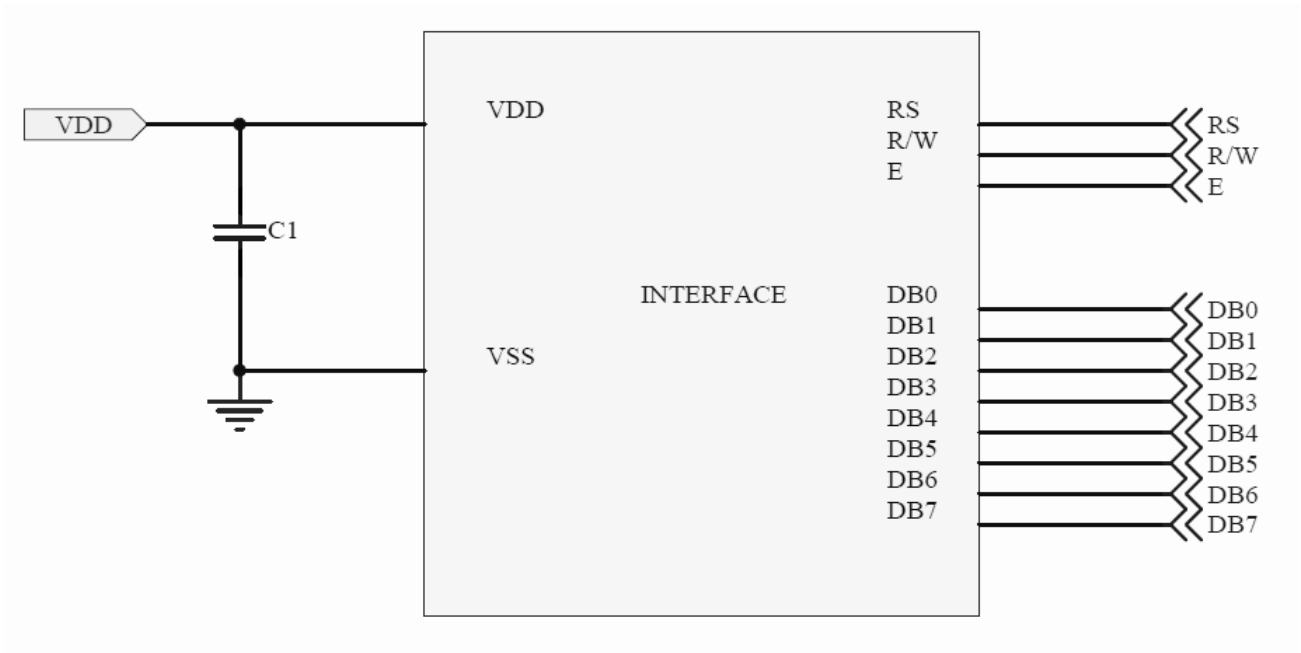 VDD
C1
VDD
VSS
INTERFACE
RS
R/W
E
DB0
DB1
DB2
DB3
DB4
DB5
DB6
DB7
RS
R/W
E
DB0
DB1
DB2
DB3
DB4
DB5
DB6
DB7